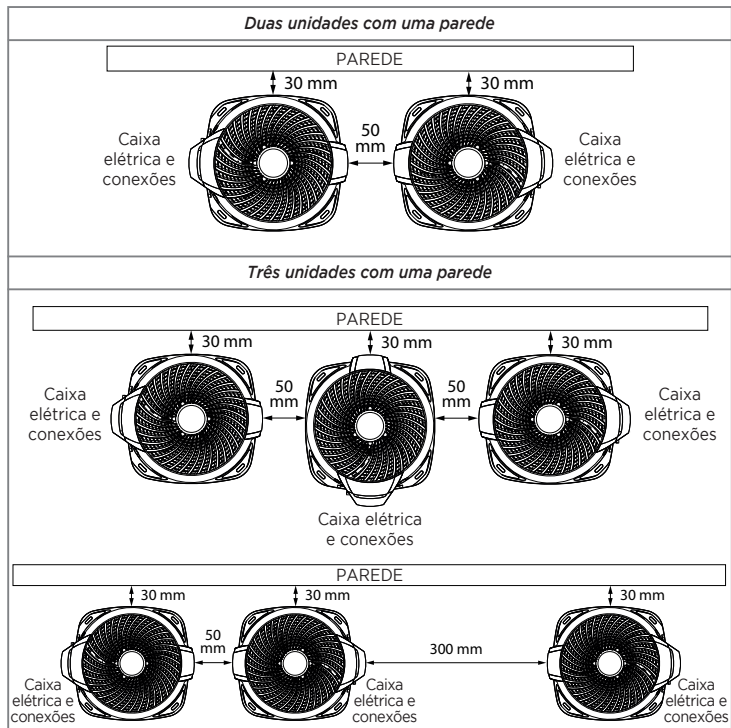 Duas unidades com uma parede
PAREDE
30 mm
30 mm
50
mm
Caixa
elétrica e
conexões
Caixa
elétrica e
conexões
Três unidades com uma parede
PAREDE
30 mm
30 mm
30 mm
Caixa
elétrica e
conexões
50
mm
50
mm
Caixa
elétrica e
conexões
Caixa elétrica
e conexões
PAREDE
30 mm
30 mm
30 mm
50
mm
300 mm
Caixa
elétrica e
conexões
Caixa
elétrica e
conexões
Caixa
elétrica e
conexões